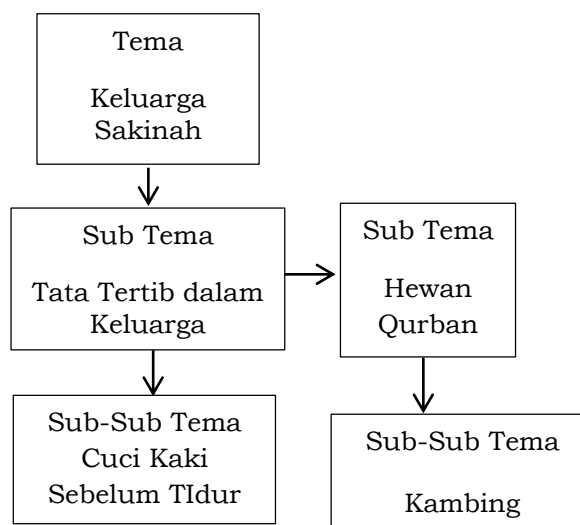 Tema
Keluarga
Sakinah
Sub Tema
Tata Tertib dalam
Keluarga
Sub Tema
Hewan
Qurban
Sub-Sub Tema
Cuci Kaki
Sebelum TIdur
Sub-Sub Tema
Kambing